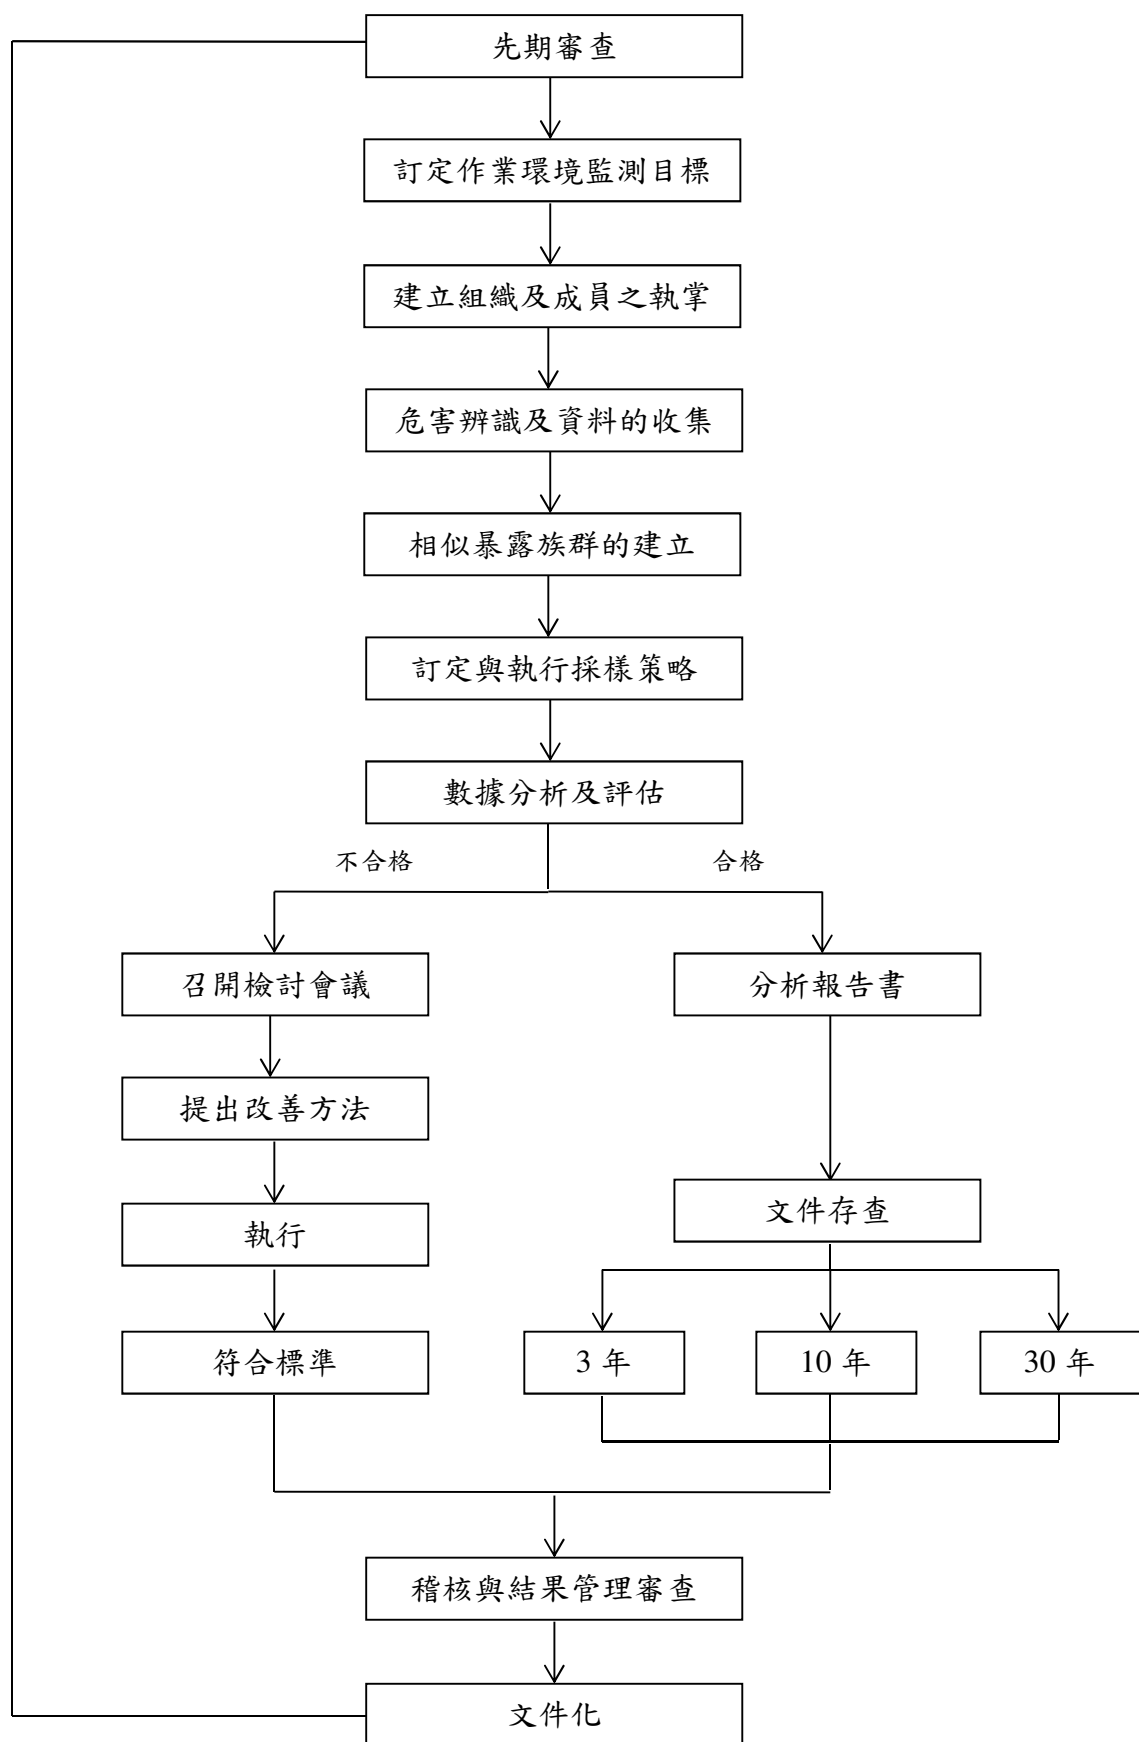 先期審查
訂定作業環境監測目標
建立組織及成員之執掌
危害辨識及資料的收集
相似暴露族群的建立
訂定與執行採樣策略
數據分析及評估
不合格
合格
召開檢討會議
分析報告書
提出改善方法
文件存查
執行
符合標準
3 年
10 年
30 年
稽核與結果管理審查
文件化